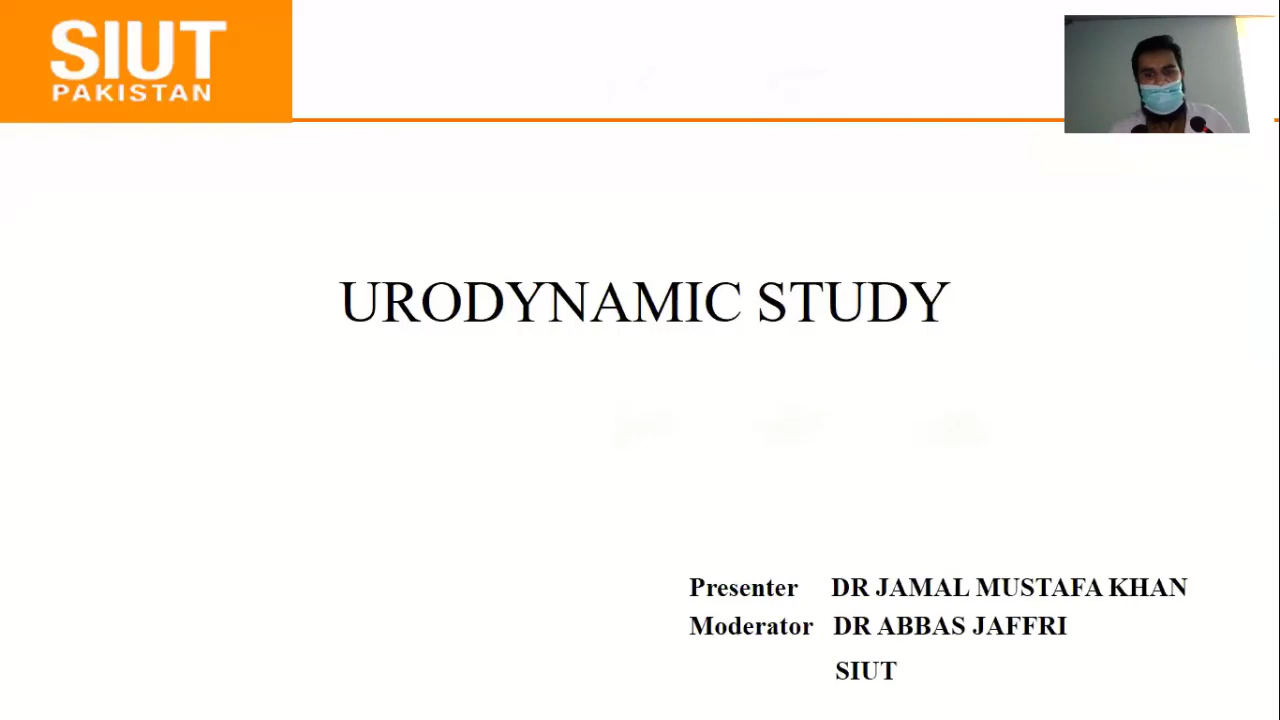 SIUT
PAKISTAN
URODYNAMIC STUDY
Presenter DR JAMAL MUSTAFA KHAN
Moderator DR ABBAS JAFFRI
SIUT